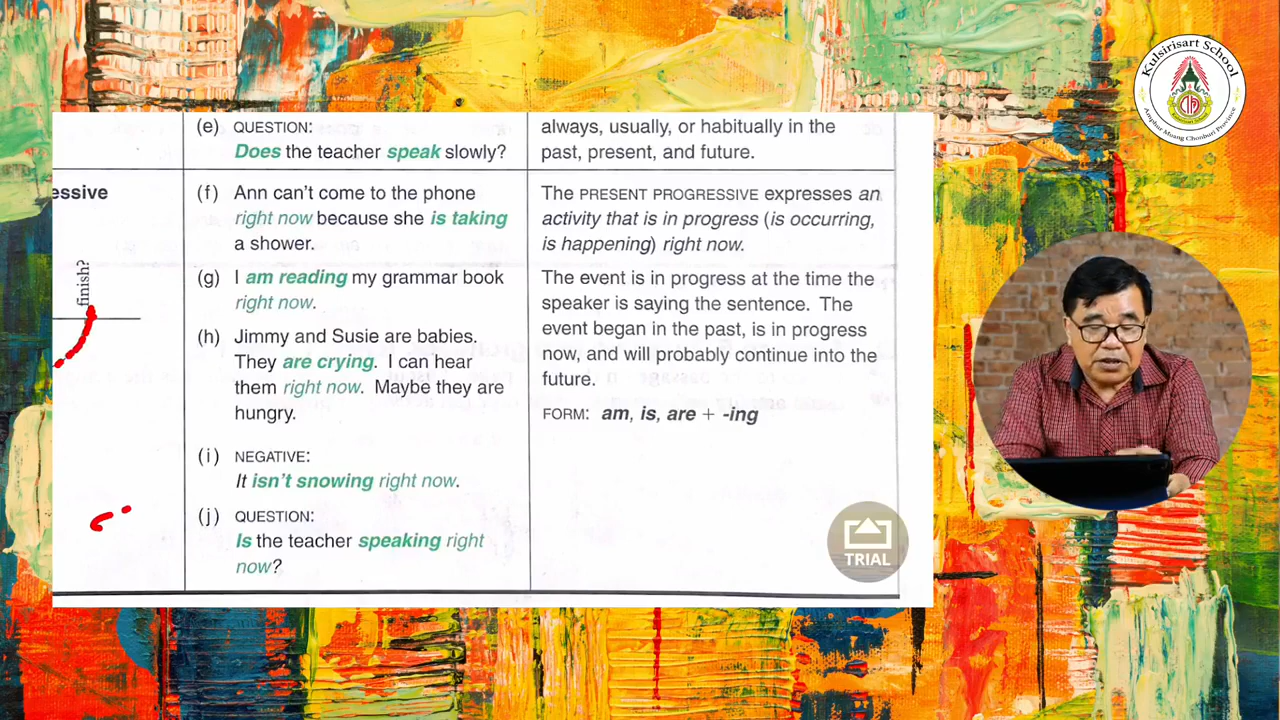 Kulsirisart School
Amphur Muang Chonburi Province
(e) QUESTION:
Does the teacher speak slowly?
always, usually, or habitually in the
past, present, and future.
essive
finish?
(f) Ann can't come to the phone
right now because she is taking
a shower.
(g) I am reading my grammar book
right now.
(h) Jimmy and Susie are babies.
They are crying. I can hear
them right now. Maybe they are
hungry.
(i) NEGATIVE:
It isn't snowing right now.
(j) QUESTION:
Is the teacher speaking right
now?
The PRESENT PROGRESSIVE expresses an
activity that is in progress (is occurring,
is happening) right now.
The event is in progress at the time the
speaker is saying the sentence. The
event began in the past, is in progress
now, and will probably continue into the
future.
FORM: am, is, are + -ing
TRIAL